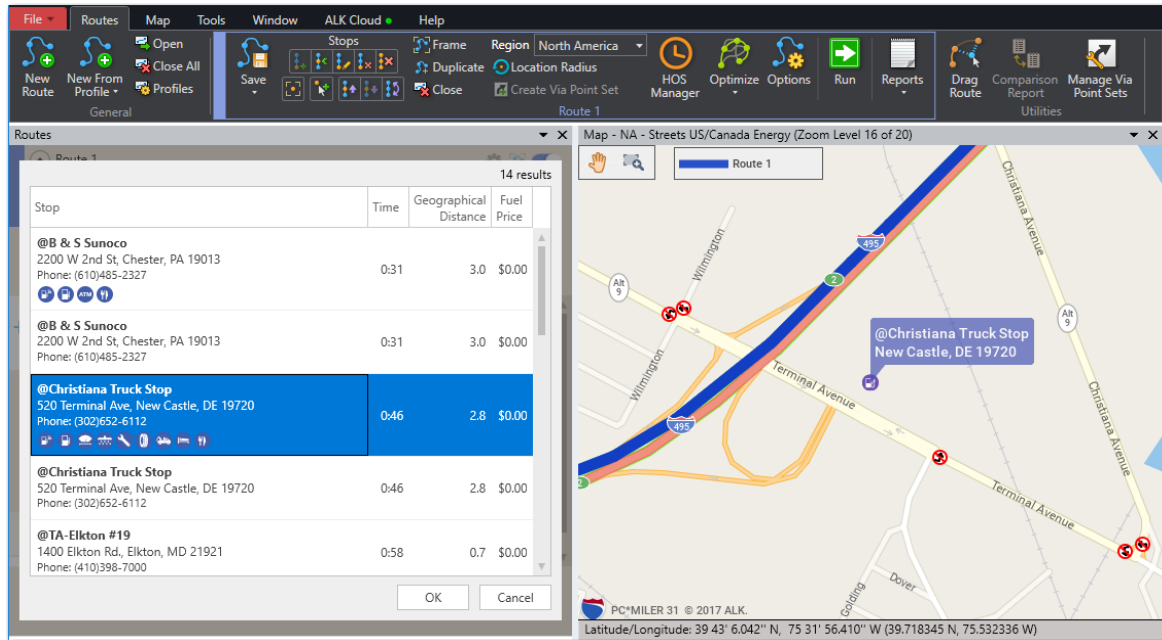 File Routes Map Tools Window ALK Cloud Help
New Route
New From Profile
Open
Close All
Profiles
General
Save
Stops
Frame
Duplicate
Close
Region North America
Location Radius
Create Via Point Set
HOS Manager
Optimize
Options
Run
Reports
Route 1
Drag Route
Comparison Report
Manage Via Point Sets
Utilities
Routes
Route 1
14 results
Stop Time Geographical Distance Fuel Price
@B & S Sunoco
2200 W 2nd St, Chester, PA 19013
Phone: (610)485-2327
0:31 3.0 $0.00
ATM
@B & S Sunoco
2200 W 2nd St, Chester, PA 19013
Phone: (610)485-2327
0:31 3.0 $0.00
@Christiana Truck Stop
520 Terminal Ave, New Castle, DE 19720
Phone: (302)652-6112
0:46 2.8 $0.00
@Christiana Truck Stop
520 Terminal Ave, New Castle, DE 19720
Phone: (302)652-6112
0:46 2.8 $0.00
@TA-Elkton #19
1400 Elkton Rd., Elkton, MD 21921
Phone: (410)398-7000
0:58 0.7 $0.00
OK Cancel
Map - NA - Streets US/Canada Energy (Zoom Level 16 of 20)
Route 1
Christiana Avenue
Wilmington
495
2
Alt 9
Alt 9
@Christiana Truck Stop
New Castle, DE 19720
Wilmington
Terminal Avenue
Christiana Avenue
495
2
Terminal Avenue
Dover
Golding
PC*MILER 31 © 2017 ALK.
Latitude/Longitude: 39 43' 6.042" N, 75 31' 56.410" W (39.718345 N, 75.532336 W)